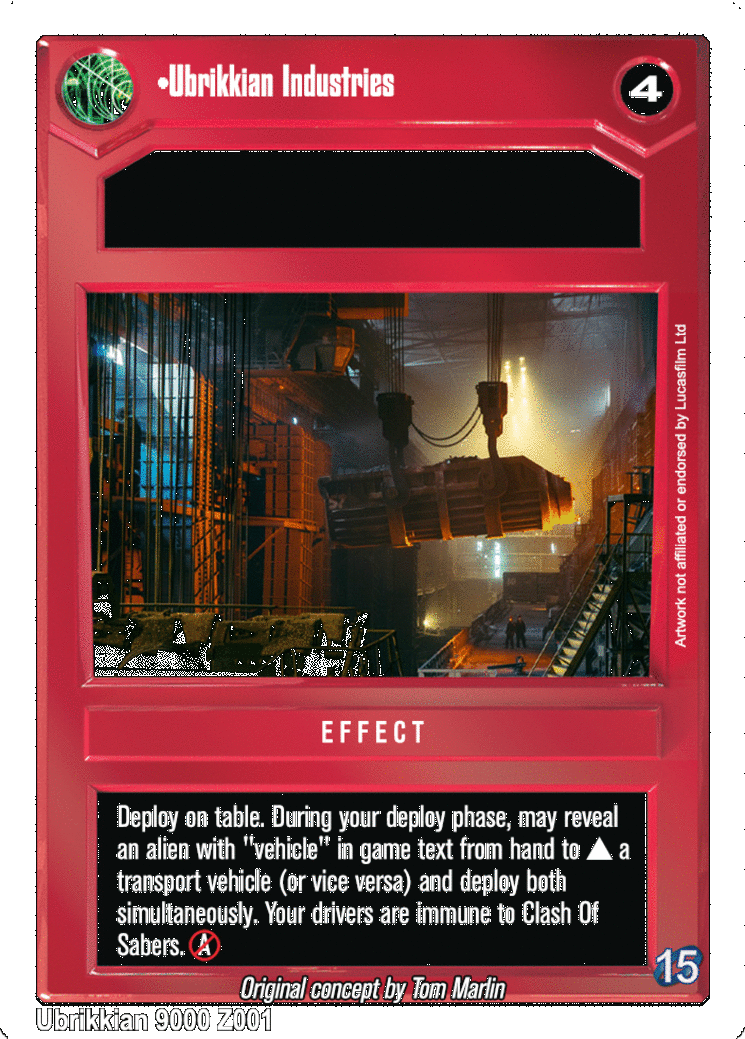 •Ubrikkian Industries
4
Artwork not affiliated or endorsed by Lucasfilm Ltd
EFFECT
Deploy on table. During your deploy phase, may reveal
an alien with "vehicle" in game text from hand to ▲ a
transport vehicle (or vice versa) and deploy both
simultaneously. Your drivers are immune to Clash Of
Sabers. A
15
Original concept by Tom Marlin
Ubrikkian 9000 Z001